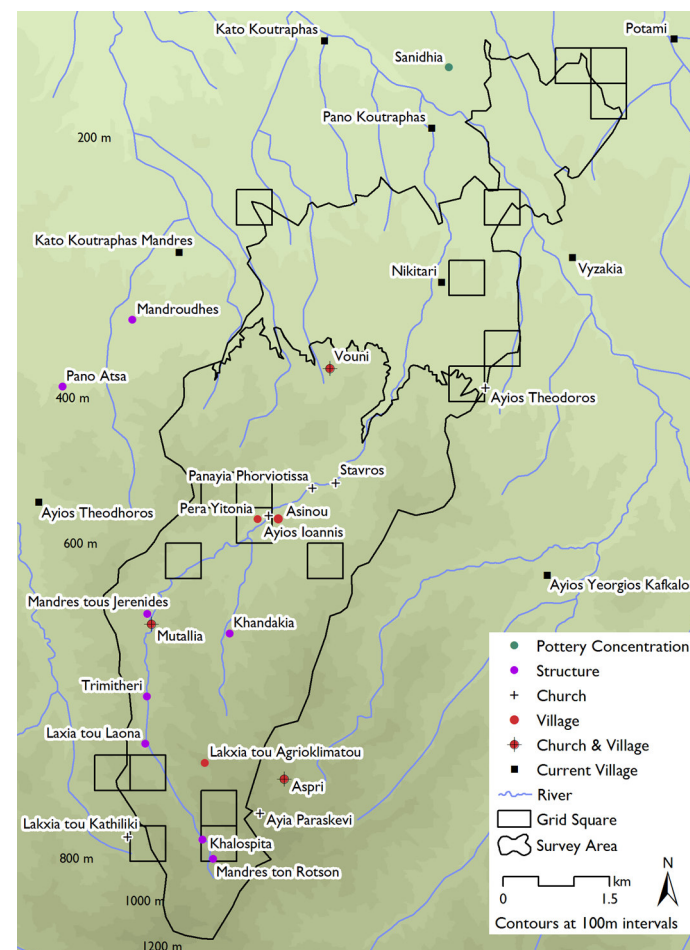 Kato Koutraphas
Potami
Sanidhia
Pano Koutraphas
200 m
Kato Koutraphas Mandres
Nikitari
Vyzakia
Mandroudhes
Vouni
Pano Atsa
400 m
Ayios Theodoros
Stavros
Panayia Phorviotissa
Pera Yitonia
Asinou
Ayios Theodhoros
Ayios Ioannis
600 m
Ayios Yeorgios Kafkalo
Mandres tous Jerenides
Khandakia
Mutallia
Trimitheri
Laxia tou Laona
Lakxia tou Agrioklimatou
Aspri
Lakxia tou Kathiliki
Ayia Paraskevi
Khalospita
800 m
Mandres ton Rotson
1000 m
1200 m
Pottery Concentration
Structure
Church
Village
Church & Village
Current Village
River
Grid Square
Survey Area
N
km
0 1.5
Contours at 100m intervals